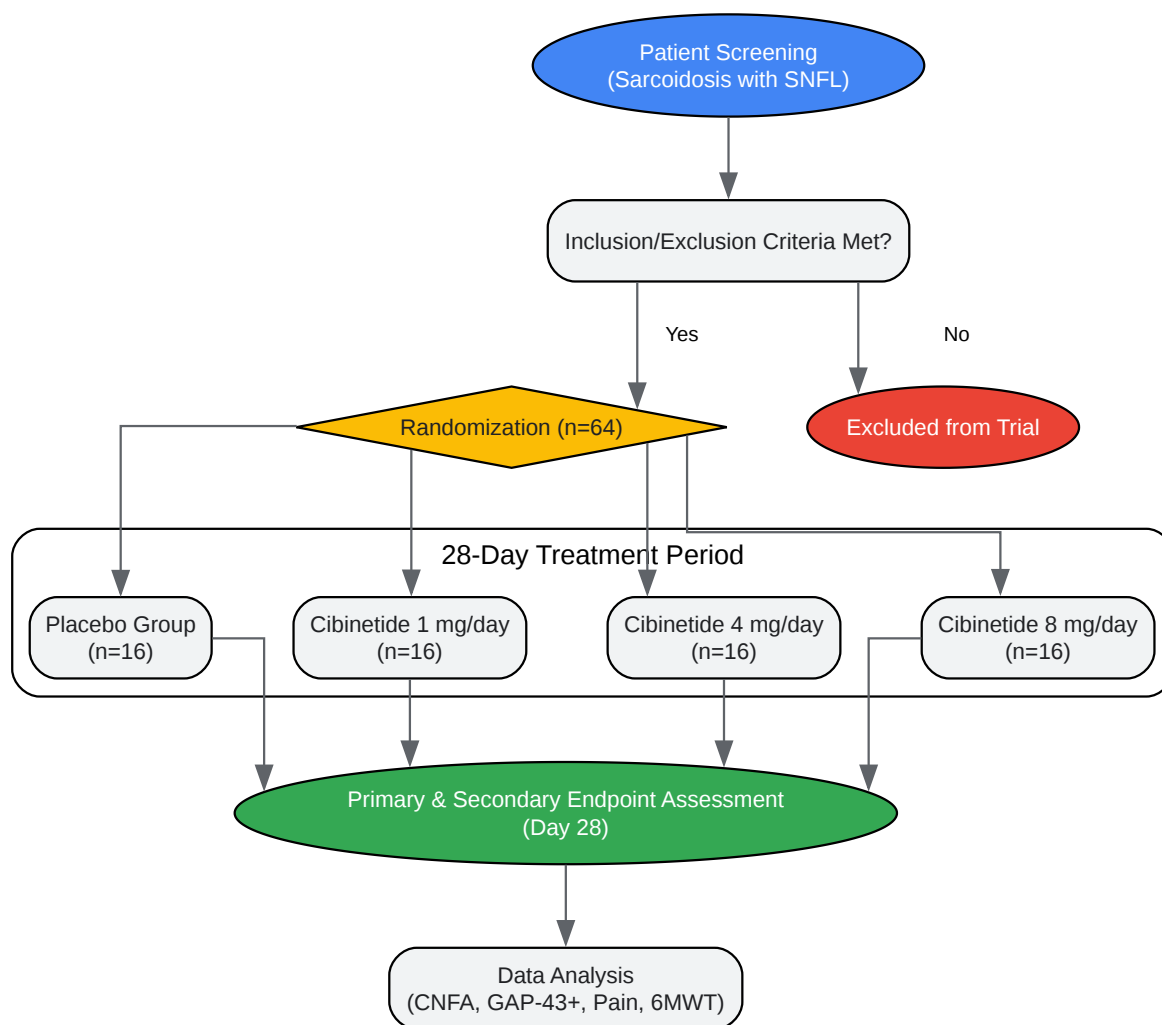 Patient Screening
(Sarcoidosis with SNFL)
Inclusion/Exclusion Criteria Met?
Yes
No
Randomization (n=64)
Excluded from Trial
28-Day Treatment Period
Placebo Group
(n=16)
Cibinetide 1 mg/day
(n=16)
Cibinetide 4 mg/day
(n=16)
Cibinetide 8 mg/day
(n=16)
Primary & Secondary Endpoint Assessment
(Day 28)
Data Analysis
(CNFA, GAP-43+, Pain, 6MWT)